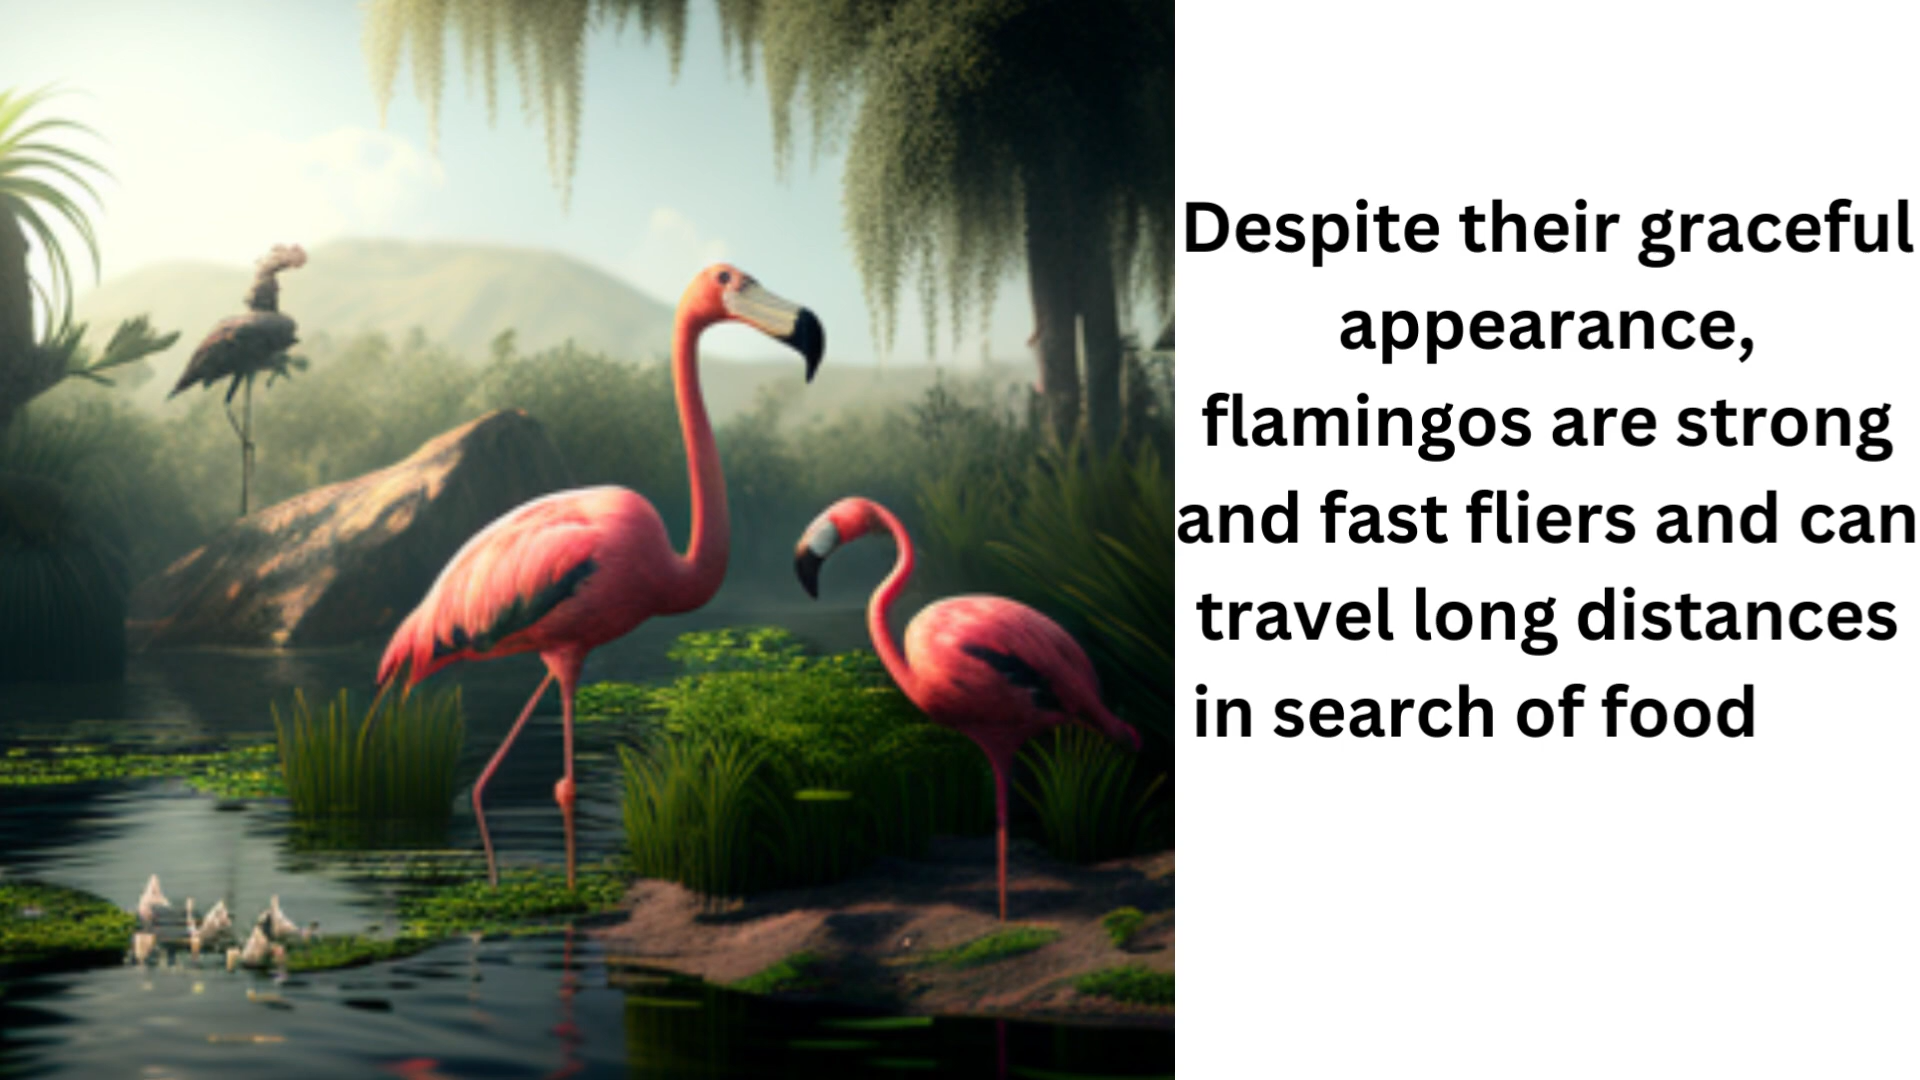 Despite their graceful
appearance,
flamingos are strong
and fast fliers and can
travel long distances
in search of food